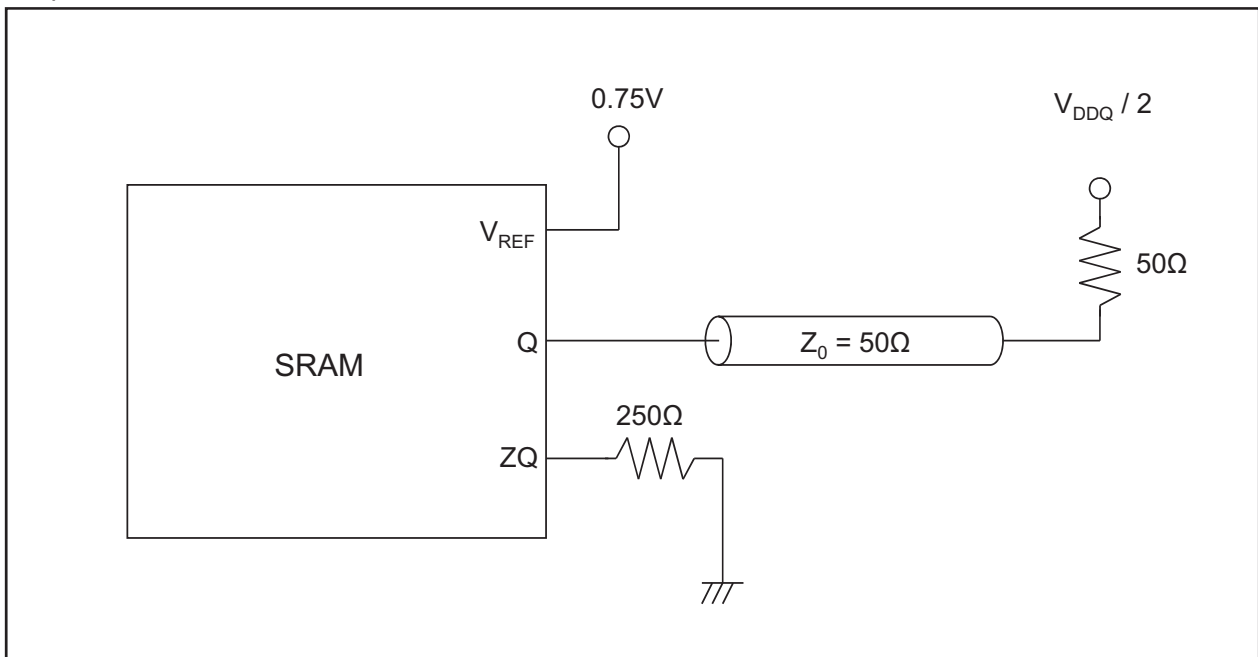 0.75V
V_DDQ / 2
V_REF
50Ω
Q
Z_0 = 50Ω
SRAM
250Ω
ZQ